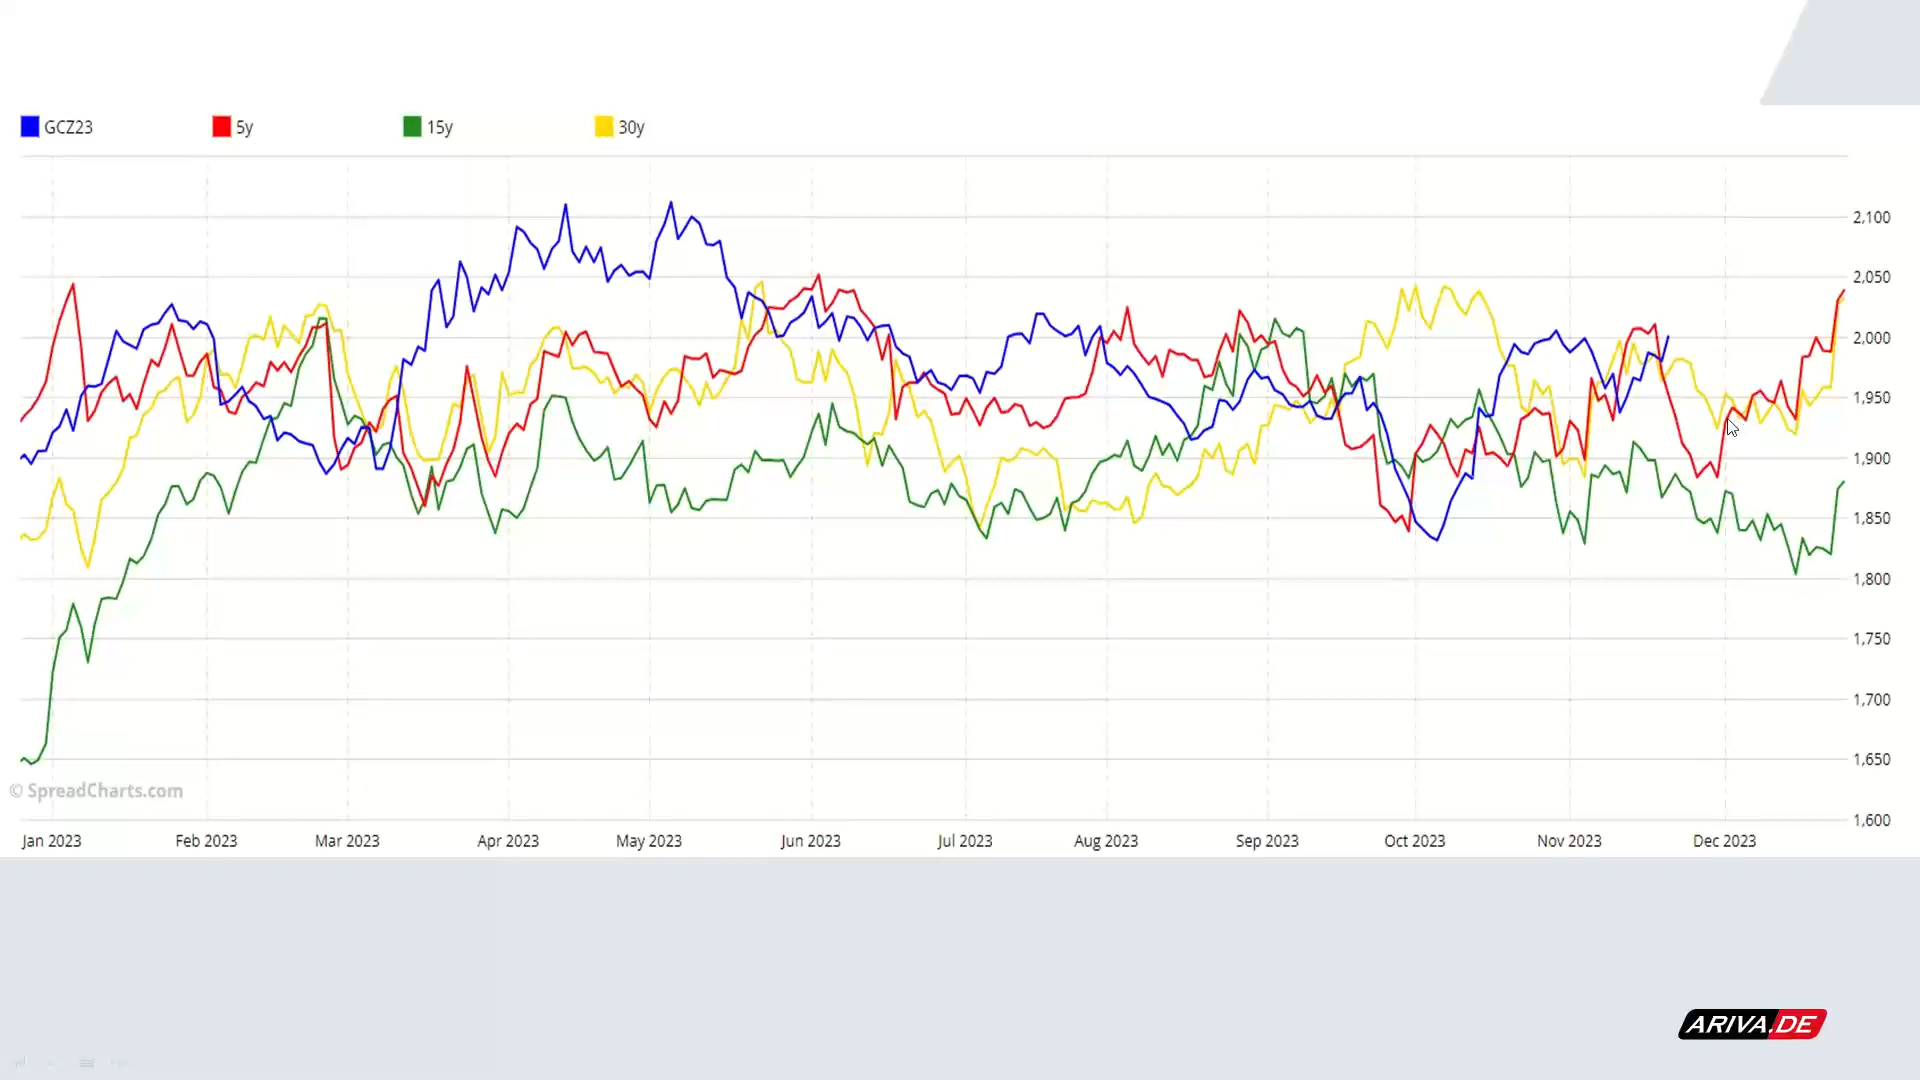 GCZ23 5y 15y 30y
2,100
2,050
2,000
1,950
1,900
1,850
1,800
1,750
1,700
1,650
© SpreadCharts.com
1,600
Jan 2023 Feb 2023 Mar 2023 Apr 2023 May 2023 Jun 2023 Jul 2023 Aug 2023 Sep 2023 Oct 2023 Nov 2023 Dec 2023
ARIVA.DE